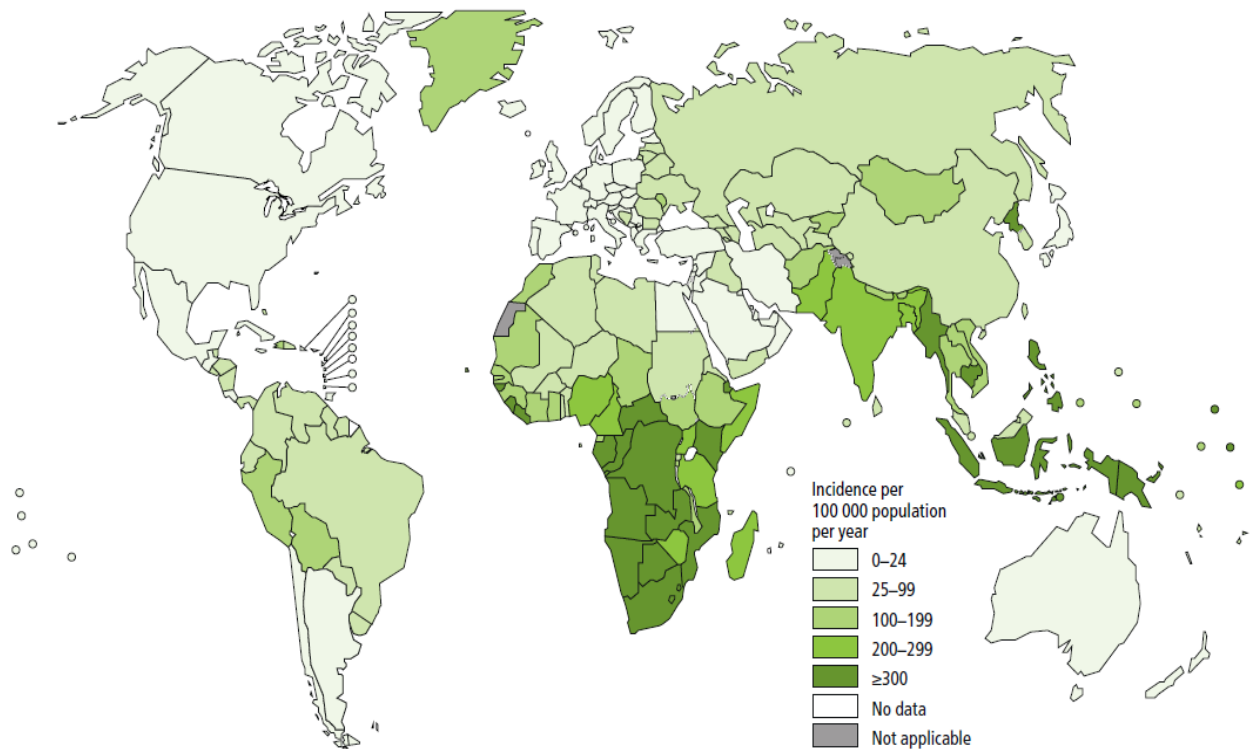 Incidence per
100 000 population
per year
0–24
25–99
100–199
200–299
≥300
No data
Not applicable